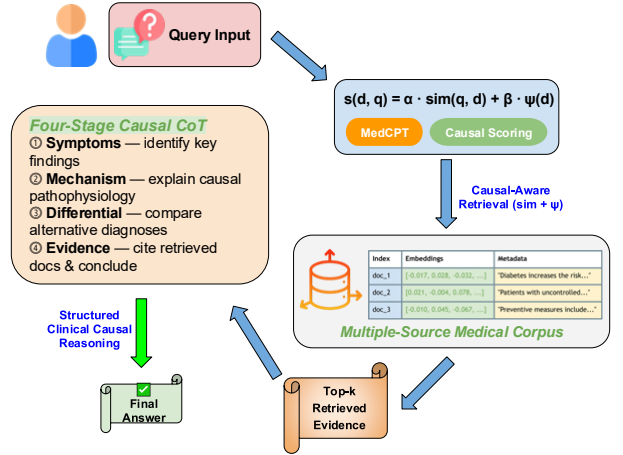 Query Input
s(d, q) = α · sim(q, d) + β · ψ(d)
MedCPT
Causal Scoring
Causal-Aware
Retrieval (sim + ψ)
Index Embeddings Metadata
doc_1 [-0.017, 0.028, -0.032, ...] "Diabetes increases the risk..."
doc_2 [0.021, -0.004, 0.078, ...] "Patients with uncontrolled..."
doc_3 [-0.010, 0.045, -0.067, ...] "Preventive measures include..."
Multiple-Source Medical Corpus
Top-k
Retrieved
Evidence
Four-Stage Causal CoT
① Symptoms — identify key
findings
② Mechanism — explain causal
pathophysiology
③ Differential — compare
alternative diagnoses
④ Evidence — cite retrieved
docs & conclude
Structured
Clinical Causal
Reasoning
Final
Answer